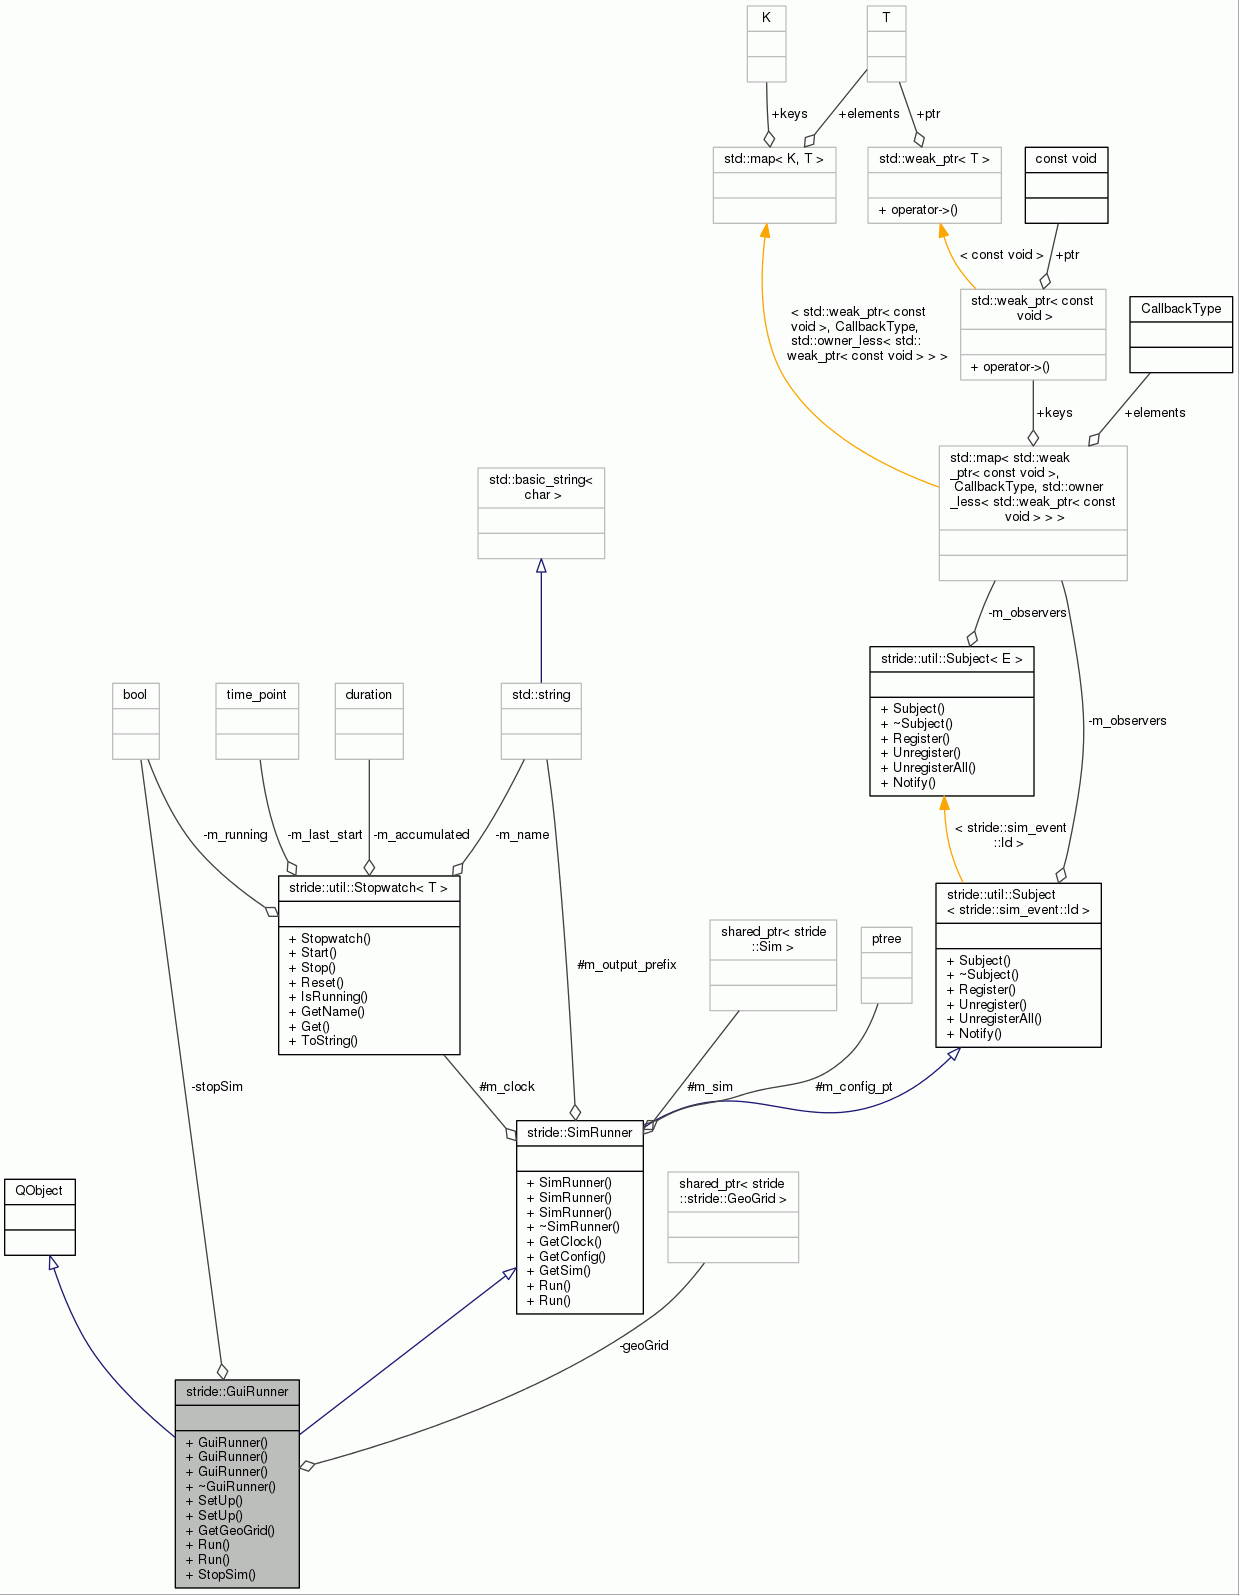 K
T
+keys
+elements
+ptr
std::map< K, T >
std::weak_ptr< T >
+ operator->()
const void
< const void >
+ptr
< std::weak_ptr< const
void >, CallbackType,
std::owner_less< std::
weak_ptr< const void > > >
std::weak_ptr< const
void >
+ operator->()
CallbackType
+keys
+elements
std::map< std::weak
_ptr< const void >,
CallbackType, std::owner
_less< std::weak_ptr< const
void > > >
std::basic_string<
char >
-m_observers
stride::util::Subject< E >
+ Subject()
+ ~Subject()
+ Register()
+ Unregister()
+ UnregisterAll()
+ Notify()
-m_observers
bool
time_point
duration
std::string
-m_running
-m_last_start
-m_accumulated
-m_name
< stride::sim_event
::Id >
stride::util::Stopwatch< T >
+ Stopwatch()
+ Start()
+ Stop()
+ Reset()
+ IsRunning()
+ GetName()
+ Get()
+ ToString()
stride::util::Subject
< stride::sim_event::Id >
+ Subject()
+ ~Subject()
+ Register()
+ Unregister()
+ UnregisterAll()
+ Notify()
#m_output_prefix
shared_ptr< stride
::Sim >
ptree
-stopSim
#m_clock
#m_sim
#m_config_pt
stride::SimRunner
+ SimRunner()
+ SimRunner()
+ SimRunner()
+ ~SimRunner()
+ GetClock()
+ GetConfig()
+ GetSim()
+ Run()
+ Run()
QObject
shared_ptr< stride
::stride::GeoGrid >
-geoGrid
stride::GuiRunner
+ GuiRunner()
+ GuiRunner()
+ GuiRunner()
+ ~GuiRunner()
+ SetUp()
+ SetUp()
+ GetGeoGrid()
+ Run()
+ Run()
+ StopSim()